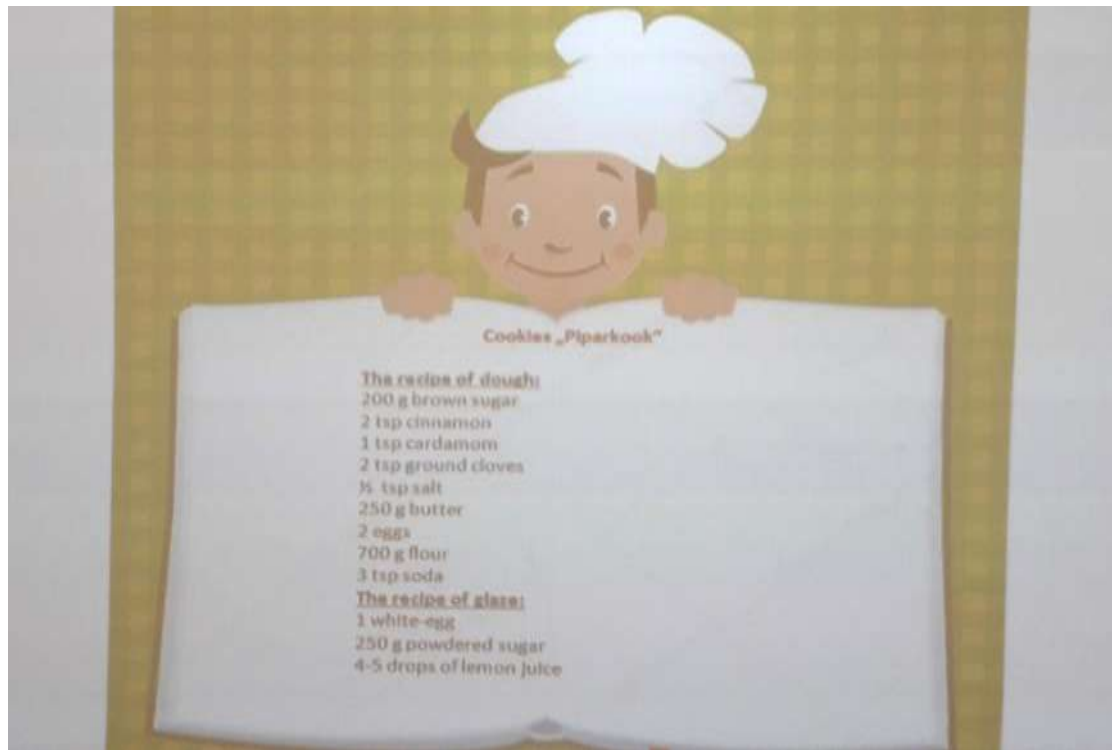 Cookies „Piparkook"
The recipe of dough:
200 g brown sugar
2 tsp cinnamon
1 tsp cardamom
2 tsp ground cloves
½ tsp salt
250 g butter
2 eggs
700 g flour
3 tsp soda
The recipe of glaze:
1 white-egg
250 g powdered sugar
4-5 drops of lemon juice